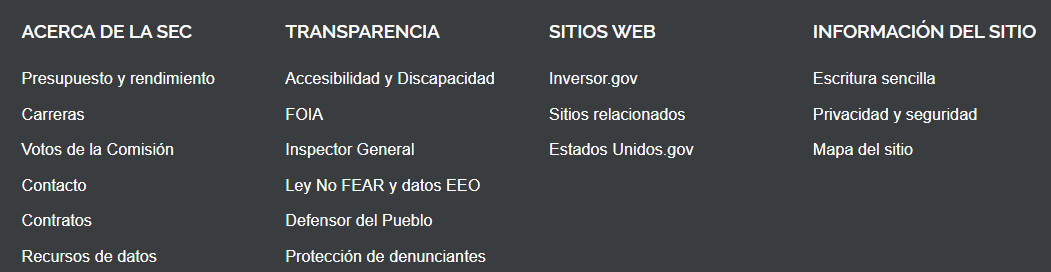 ACERCA DE LA SEC
Presupuesto y rendimiento
Carreras
Votos de la Comisión
Contacto
Contratos
Recursos de datos
TRANSPARENCIA
Accesibilidad y Discapacidad
FOIA
Inspector General
Ley No FEAR y datos EEO
Defensor del Pueblo
Protección de denunciantes
SITIOS WEB
Inversor.gov
Sitios relacionados
Estados Unidos.gov
INFORMACIÓN DEL SITIO
Escritura sencilla
Privacidad y seguridad
Mapa del sitio